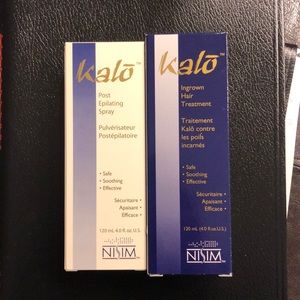 Kalō™
Post
Epilating
Spray
Pulvérisateur
Postépilatoire
• Safe
• Soothing
• Effective
Sécuritaire •
Apaisant •
Efficace •
120 mL (4.0 fl.oz.U.S.)
NISIM
Kalō™
Ingrown
Hair
Treatment
Traitement
Kalō contre
les poils
incarnés
• Safe
• Soothing
• Effective
Sécuritaire •
Apaisant •
Efficace •
120 mL (4.0 fl.oz.U.S.)
NISIM